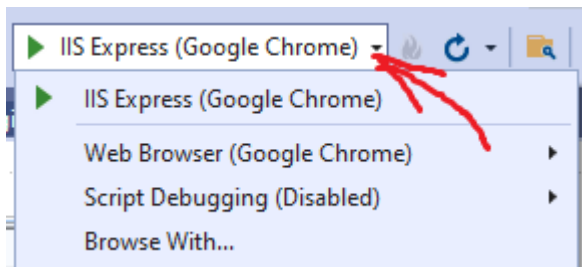 IIS Express (Google Chrome)
IIS Express (Google Chrome)
Web Browser (Google Chrome)
Script Debugging (Disabled)
Browse With...